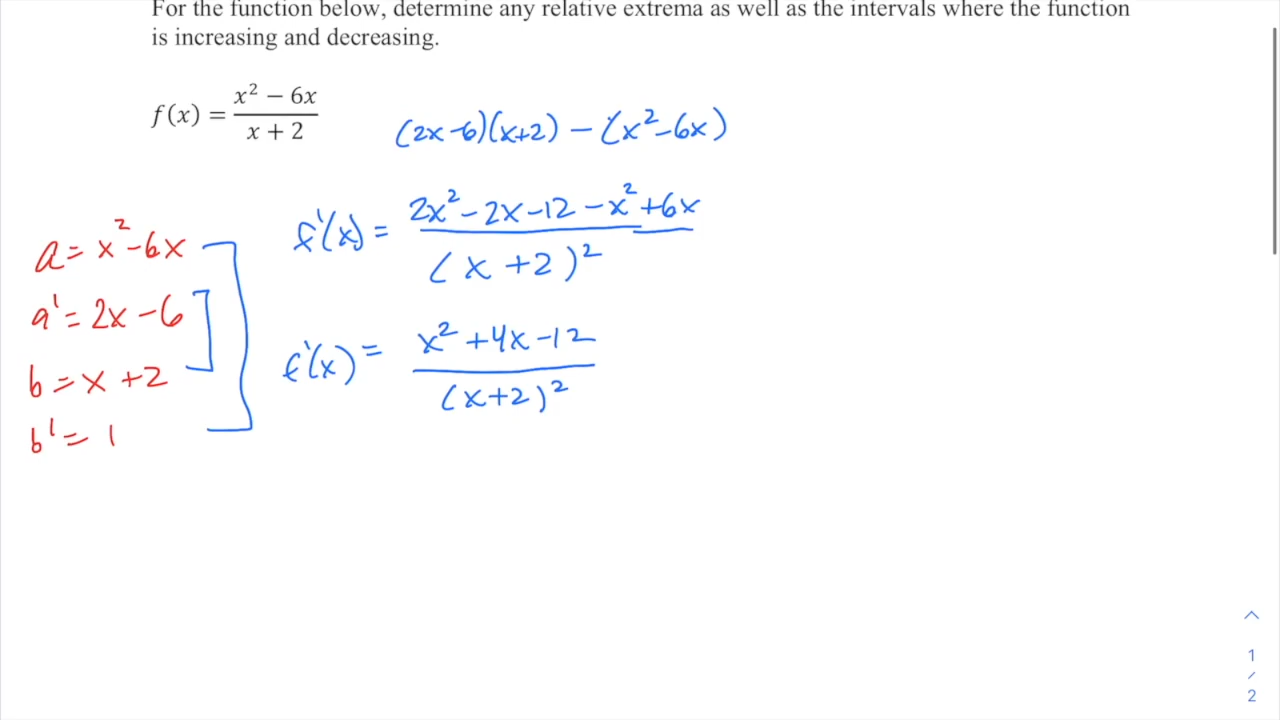 For the function below, determine any relative extrema as well as the intervals where the function
is increasing and decreasing.
f(x) = (x² − 6x)/(x + 2)
(2x-6)(x+2) - (x²-6x)
f'(x) = (2x²-2x-12-x²+6x)/(x+2)²
a = x²-6x
a' = 2x-6
b = x+2
b' = 1
f'(x) = (x²+4x-12)/(x+2)²
1
/
2